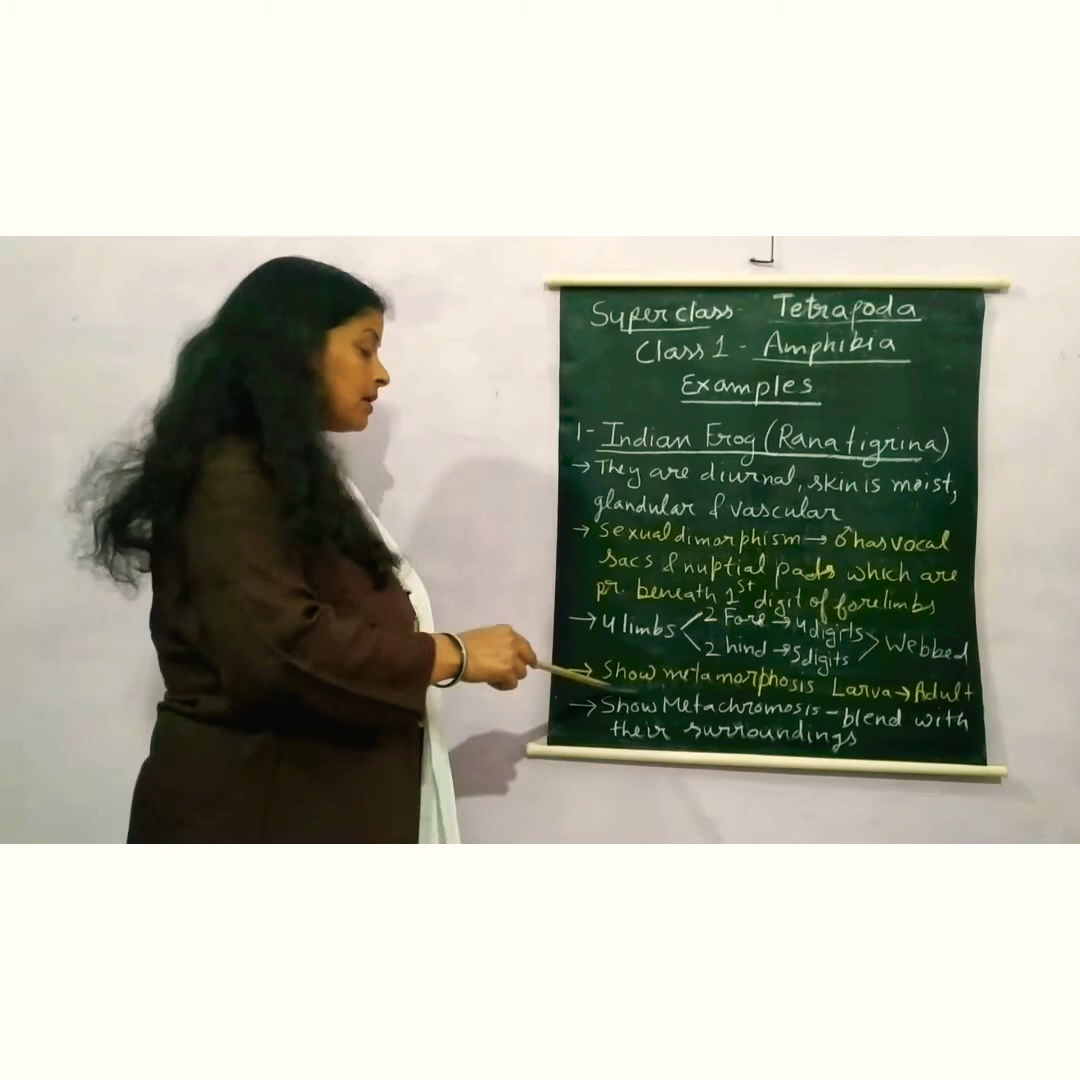 Superclass - Tetrapoda
Class 1 - Amphibia
Examples
1- Indian Frog (Rana tigrina)
→ They are diurnal, skin is moist,
glandular & vascular
→ Sexual dimorphism → ♂ has vocal
sacs & nuptial pads which are
pr. beneath 1st digit of forelimbs
→ 4 limbs < 2 Fore → 4 digits > Webbed
2 hind → 5 digits
→ Show metamorphosis Larva → Adult
→ Show Metachromosis - blend with
their surroundings